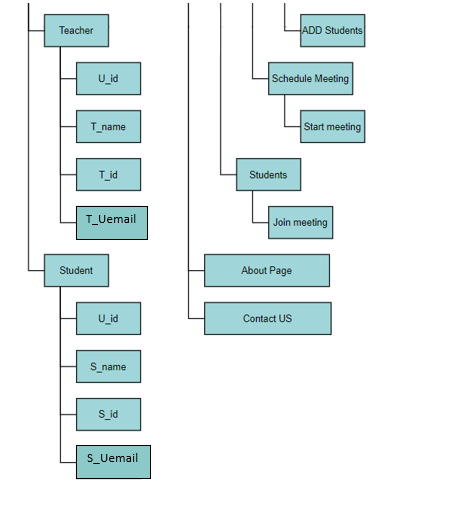 Teacher
U_id
T_name
T_id
T_Uemail
Student
U_id
S_name
S_id
S_Uemail
ADD Students
Schedule Meeting
Start meeting
Students
Join meeting
About Page
Contact US